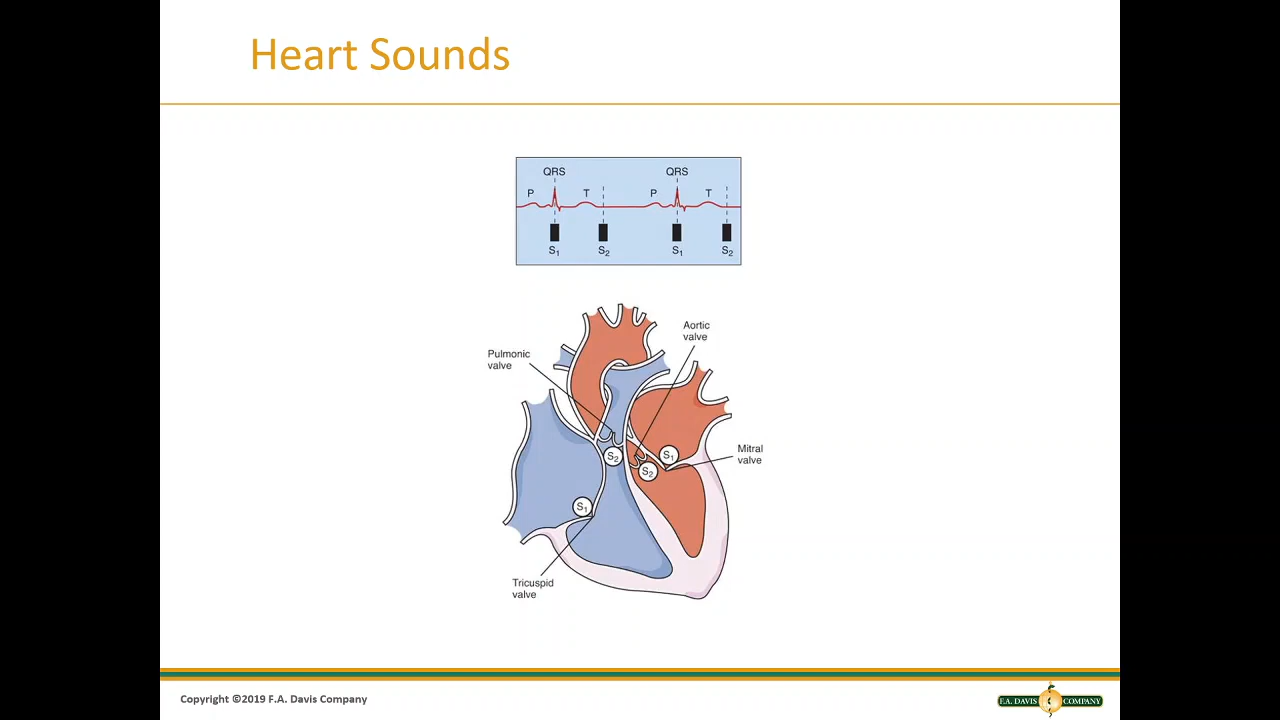 Heart Sounds
QRS QRS
P T P T
S1 S2 S1 S2
Aortic
valve
Pulmonic
valve
Mitral
valve
S1
S2
S2
S1
Tricuspid
valve
Copyright ©2019 F.A. Davis Company
F.A. DAVIS COMPANY